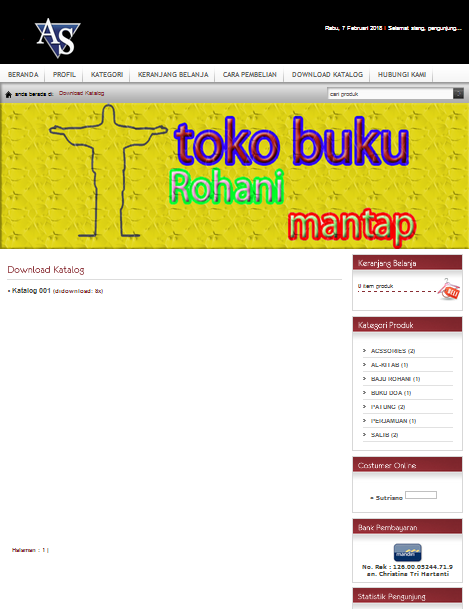 AS
Rabu, 7 Februari 2018 : Selamat siang, pengunjung...
BERANDA
PROFIL
KATEGORI
KERANJANG BELANJA
CARA PEMBELIAN
DOWNLOAD KATALOG
HUBUNGI KAMI
anda berada di: Download Katalog
cari produk
toko buku
Rohani
mantap
Download Katalog
• Katalog 001 (didownload: 8x)
Halaman : 1 |
Keranjang Belanja
0 item produk
Kategori Produk
> ACSSORIES (2)
> AL-KITAB (1)
> BAJU ROHANI (1)
> BUKU DOA (1)
> PATUNG (2)
> PERJAMUAN (1)
> SALIB (2)
Costumer Online
Sutrisno
Bank Pembayaran
mandiri
No. Rek : 126.00.05244.71.9
an. Christina Tri Hartanti
Statistik Pengunjung